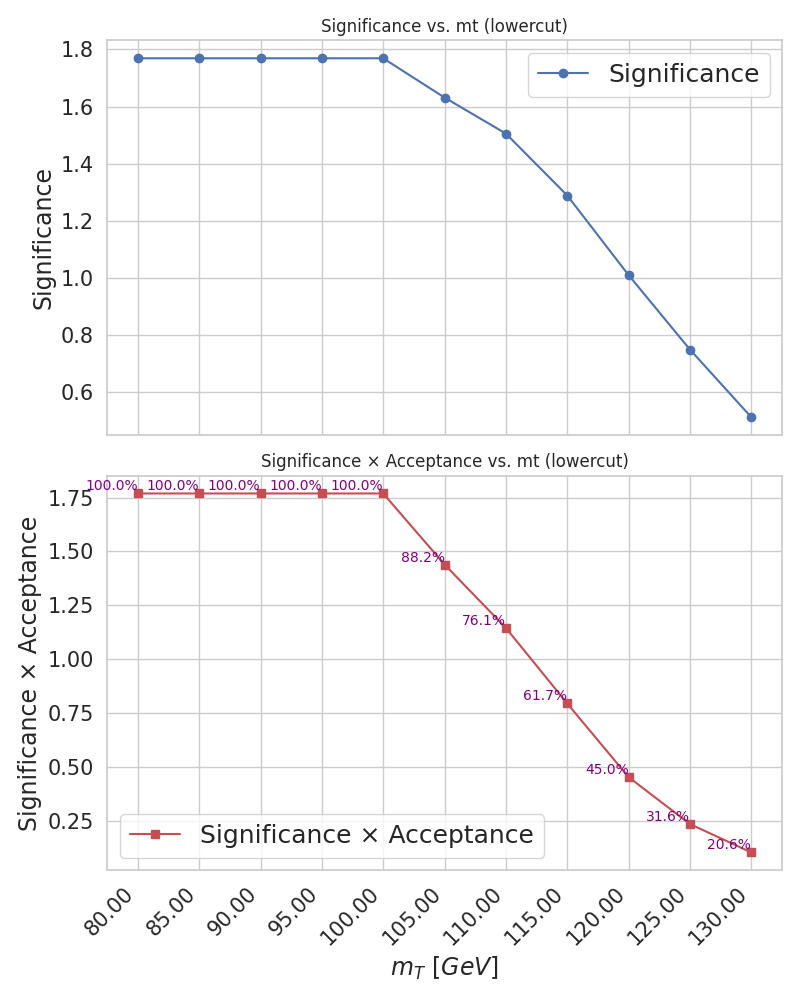 Significance vs. mt (lowercut)
1.8
1.6
1.4
1.2
1.0
0.8
0.6
Significance
Significance
Significance × Acceptance vs. mt (lowercut)
100.0% 100.0% 100.0% 100.0% 100.0%
88.2%
76.1%
61.7%
45.0%
31.6%
20.6%
1.75
1.50
1.25
1.00
0.75
0.50
0.25
Significance × Acceptance
Significance × Acceptance
80.00 85.00 90.00 95.00 100.00 105.00 110.00 115.00 120.00 125.00 130.00
m_T [GeV]